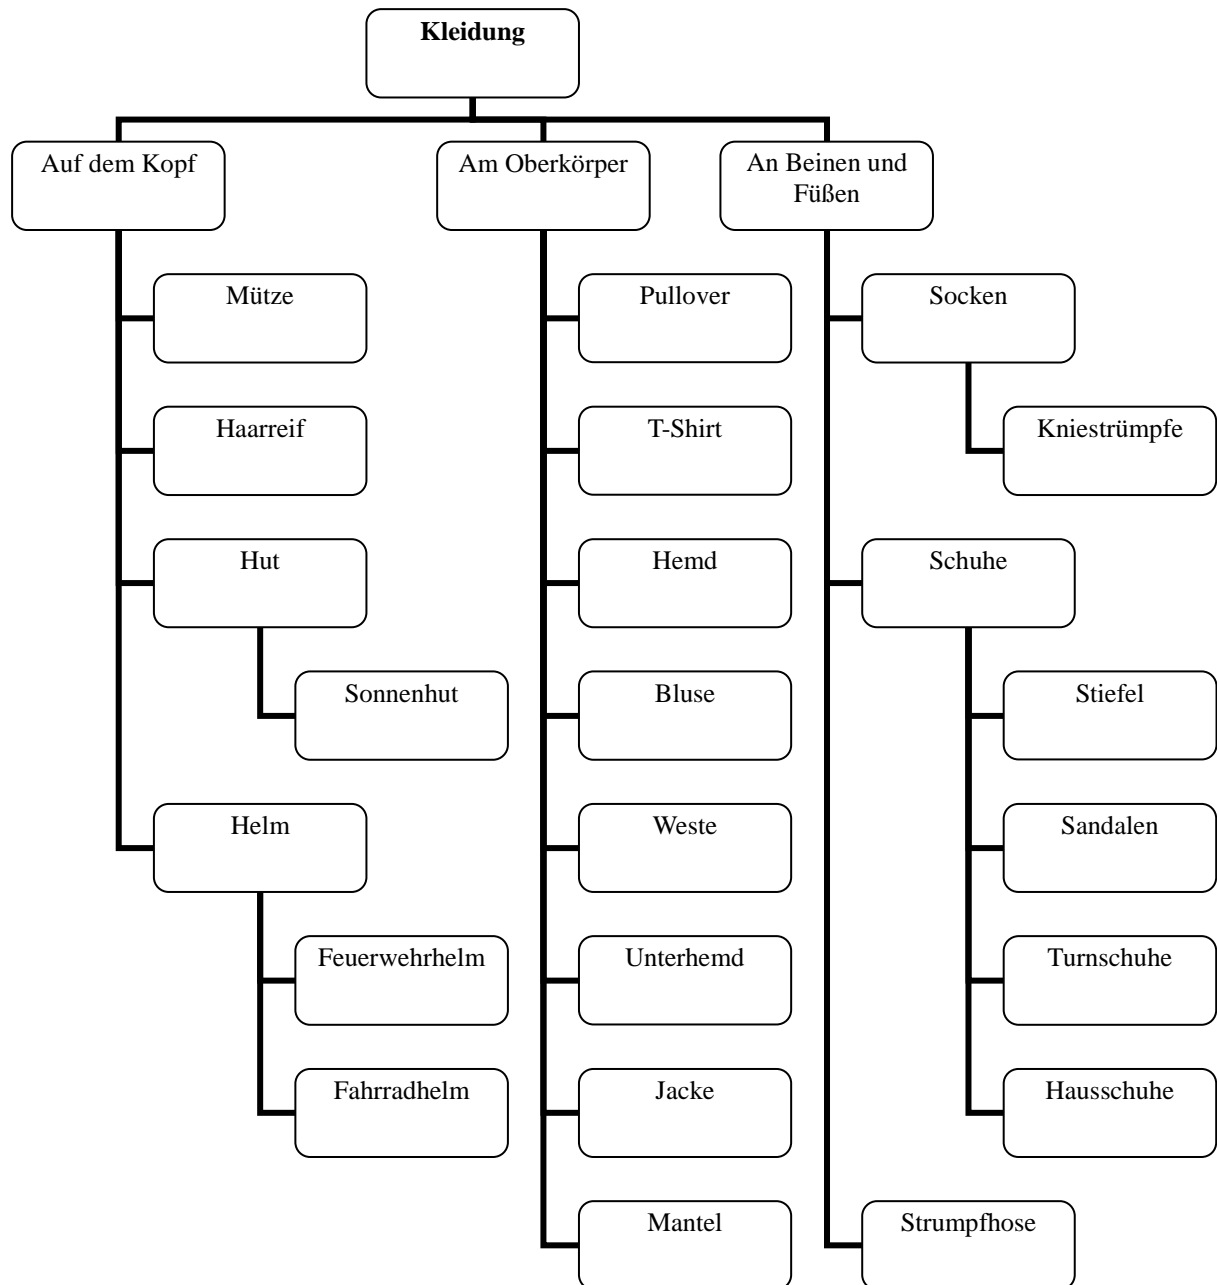 Kleidung
Auf dem Kopf
Mütze
Haarreif
Hut
Sonnenhut
Helm
Feuerwehrhelm
Fahrradhelm
Am Oberkörper
Pullover
T-Shirt
Hemd
Bluse
Weste
Unterhemd
Jacke
Mantel
An Beinen und
Füßen
Socken
Kniestrümpfe
Schuhe
Stiefel
Sandalen
Turnschuhe
Hausschuhe
Strumpfhose